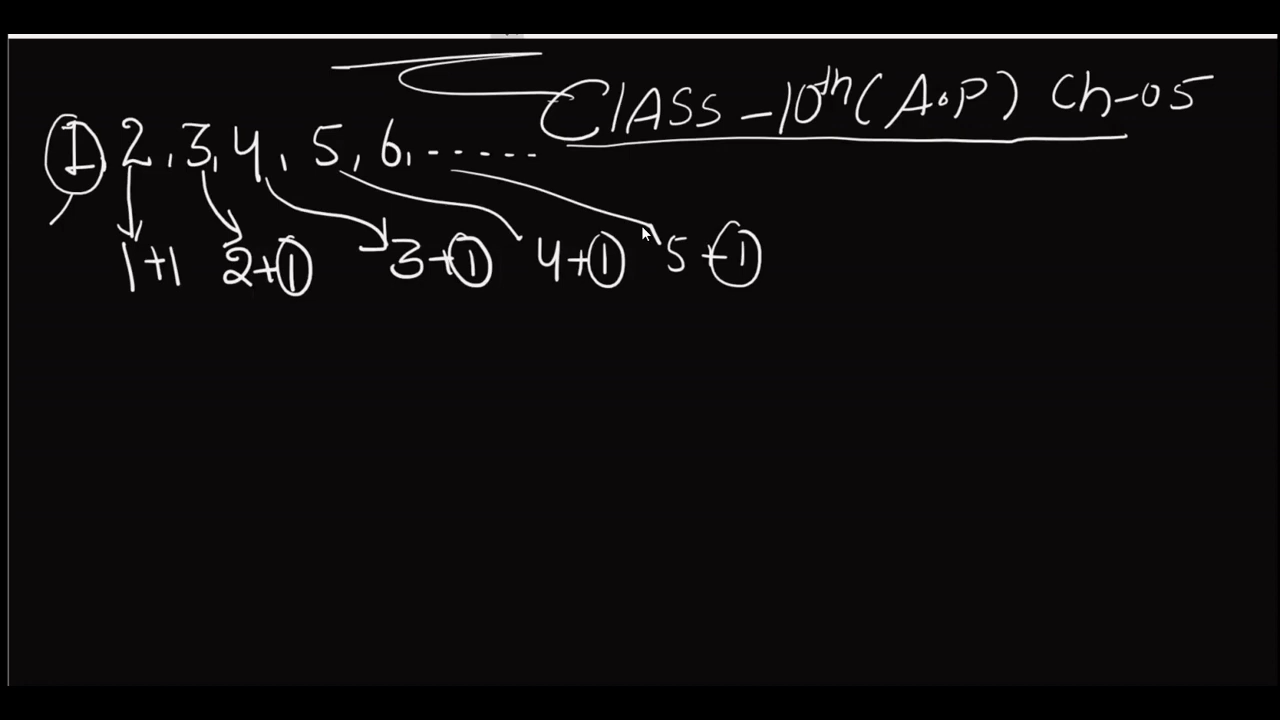 CLASS - 10th (A.P) Ch-05
1, 2, 3, 4, 5, 6, ------
1+1 2+1 3+1 4+1 5+1